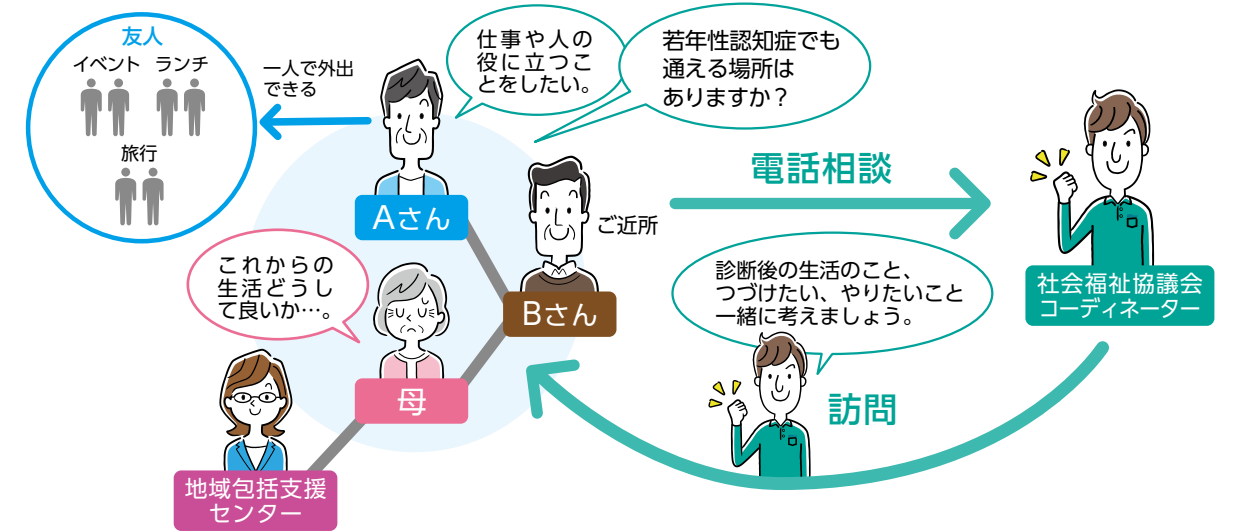 友人
イベント ランチ
旅行
一人で外出
できる
仕事や人の
役に立つこ
とをしたい。
若年性認知症でも
通える場所は
ありますか？
Aさん
Bさん
ご近所
電話相談
社会福祉協議会
コーディネーター
これからの
生活どうし
て良いか…。
母
地域包括支援
センター
診断後の生活のこと、
つづけたい、やりたいこと
一緒に考えましょう。
訪問